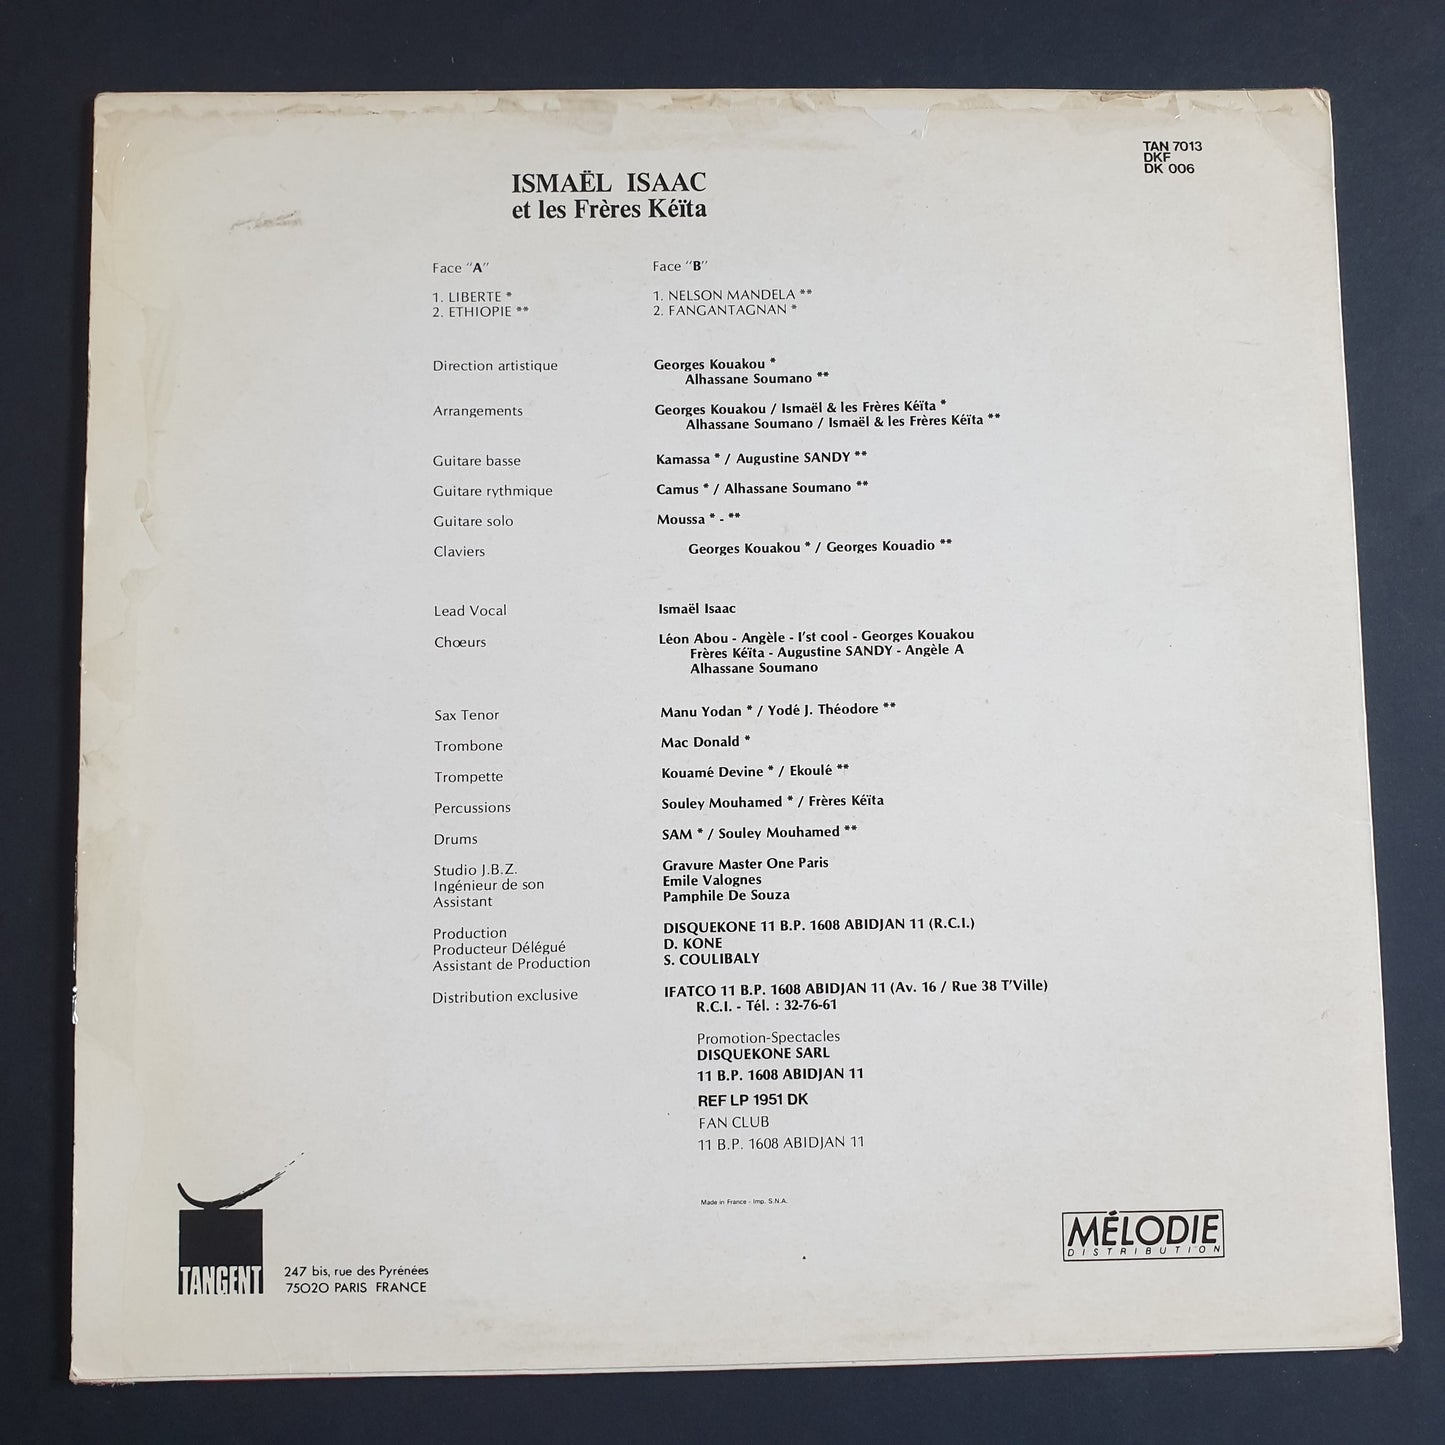 TAN 7013
DKF
DK 006
ISMAËL ISAAC
et les Frères Kéïta
Face "A" Face "B"
1. LIBERTE * 1. NELSON MANDELA **
2. ETHIOPIE ** 2. FANGANTAGNAN *
Direction artistique Georges Kouakou *
Alhassane Soumano **
Arrangements Georges Kouakou / Ismaël & les Frères Kéïta *
Alhassane Soumano / Ismaël & les Frères Kéïta **
Guitare basse Kamassa * / Augustine SANDY **
Guitare rythmique Camus * / Alhassane Soumano **
Guitare solo Moussa * - **
Claviers Georges Kouakou * / Georges Kouadio **
Lead Vocal Ismaël Isaac
Chœurs Léon Abou - Angèle - I'st cool - Georges Kouakou
Frères Kéïta - Augustine SANDY - Angèle A
Alhassane Soumano
Sax Tenor Manu Yodan * / Yodé J. Théodore **
Trombone Mac Donald *
Trompette Kouamé Devine * / Ekoulé **
Percussions Souley Mouhamed * / Frères Kéïta
Drums SAM * / Souley Mouhamed **
Studio J.B.Z. Gravure Master One Paris
Ingénieur de son Emile Valognes
Assistant Pamphile De Souza
Production DISQUEKONE 11 B.P. 1608 ABIDJAN 11 (R.C.I.)
Producteur Délégué D. KONE
Assistant de Production S. COULIBALY
Distribution exclusive IFATCO 11 B.P. 1608 ABIDJAN 11 (Av. 16 / Rue 38 T'Ville)
R.C.I. - Tél. : 32-76-61
Promotion-Spectacles
DISQUEKONE SARL
11 B.P. 1608 ABIDJAN 11
REF LP 1951 DK
FAN CLUB
11 B.P. 1608 ABIDJAN 11
Made in France - Imp. S.N.A.
TANGENT
247 bis, rue des Pyrénées
75020 PARIS FRANCE
MÉLODIE
DISTRIBUTION